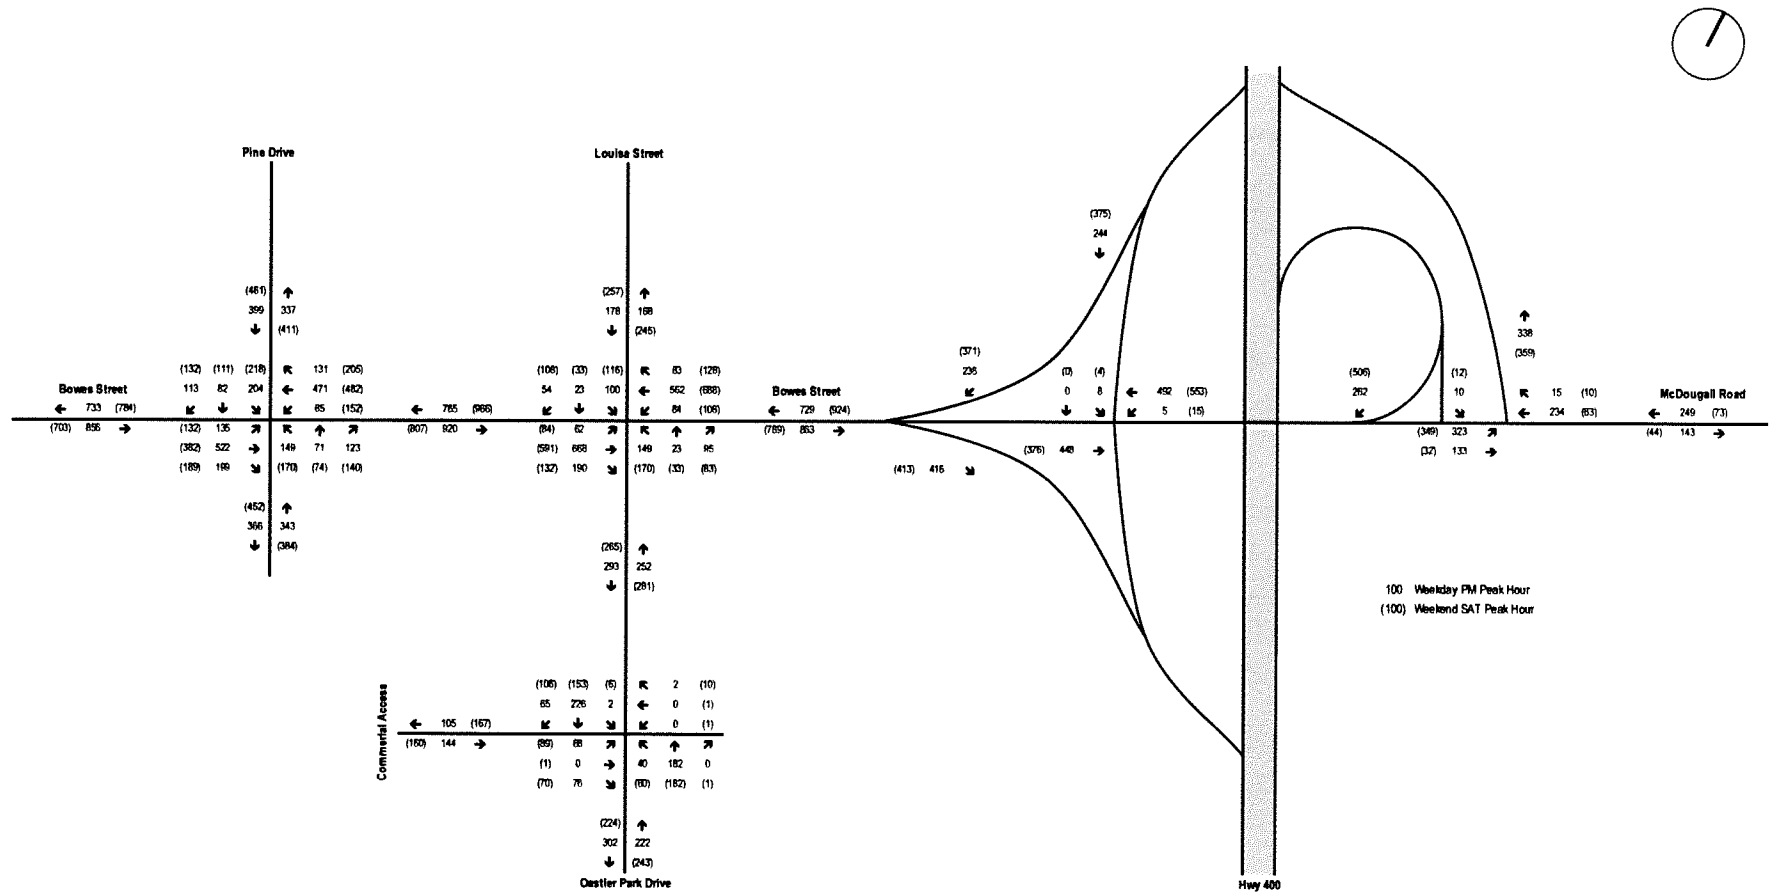 Pine Drive
Louisa Street
(375)
244
(481)
399 337
(411)
(257)
178 168
(245)
338
(359)
(371)
236
(0) (4)
0 8 492 (553)
5 (15)
(506)
262
(12)
10
15 (10)
234 (63)
Bowes Street
733 (784)
(703) 856
(132) (111) (218) 131 (205)
113 82 204 471 (482)
65 (152)
(132) 135
(382) 522 149 71 123
(189) 199 (170) (74) (140)
785 (966)
(807) 920
(108) (33) (116) 83 (128)
54 23 100 562 (688)
84 (106)
(84) 62
(591) 668 149 23 95
(132) 190 (170) (33) (83)
Bowes Street
729 (924)
(789) 863
(413) 416
(376) 448
(349) 323
(32) 133
McDougall Road
249 (73)
(44) 143
(452)
366 343
(384)
(265)
293 252
(281)
100 Weekday PM Peak Hour
(100) Weekend SAT Peak Hour
Commerial Access
105 (167)
(160) 144
(106) (153) (6) 2 (10)
65 226 2 0 (1)
0 (1)
(89) 68
(1) 0 40 182 0
(70) 76 (60) (182) (1)
(224)
302 222
(243)
Oastler Park Drive
Hwy 400